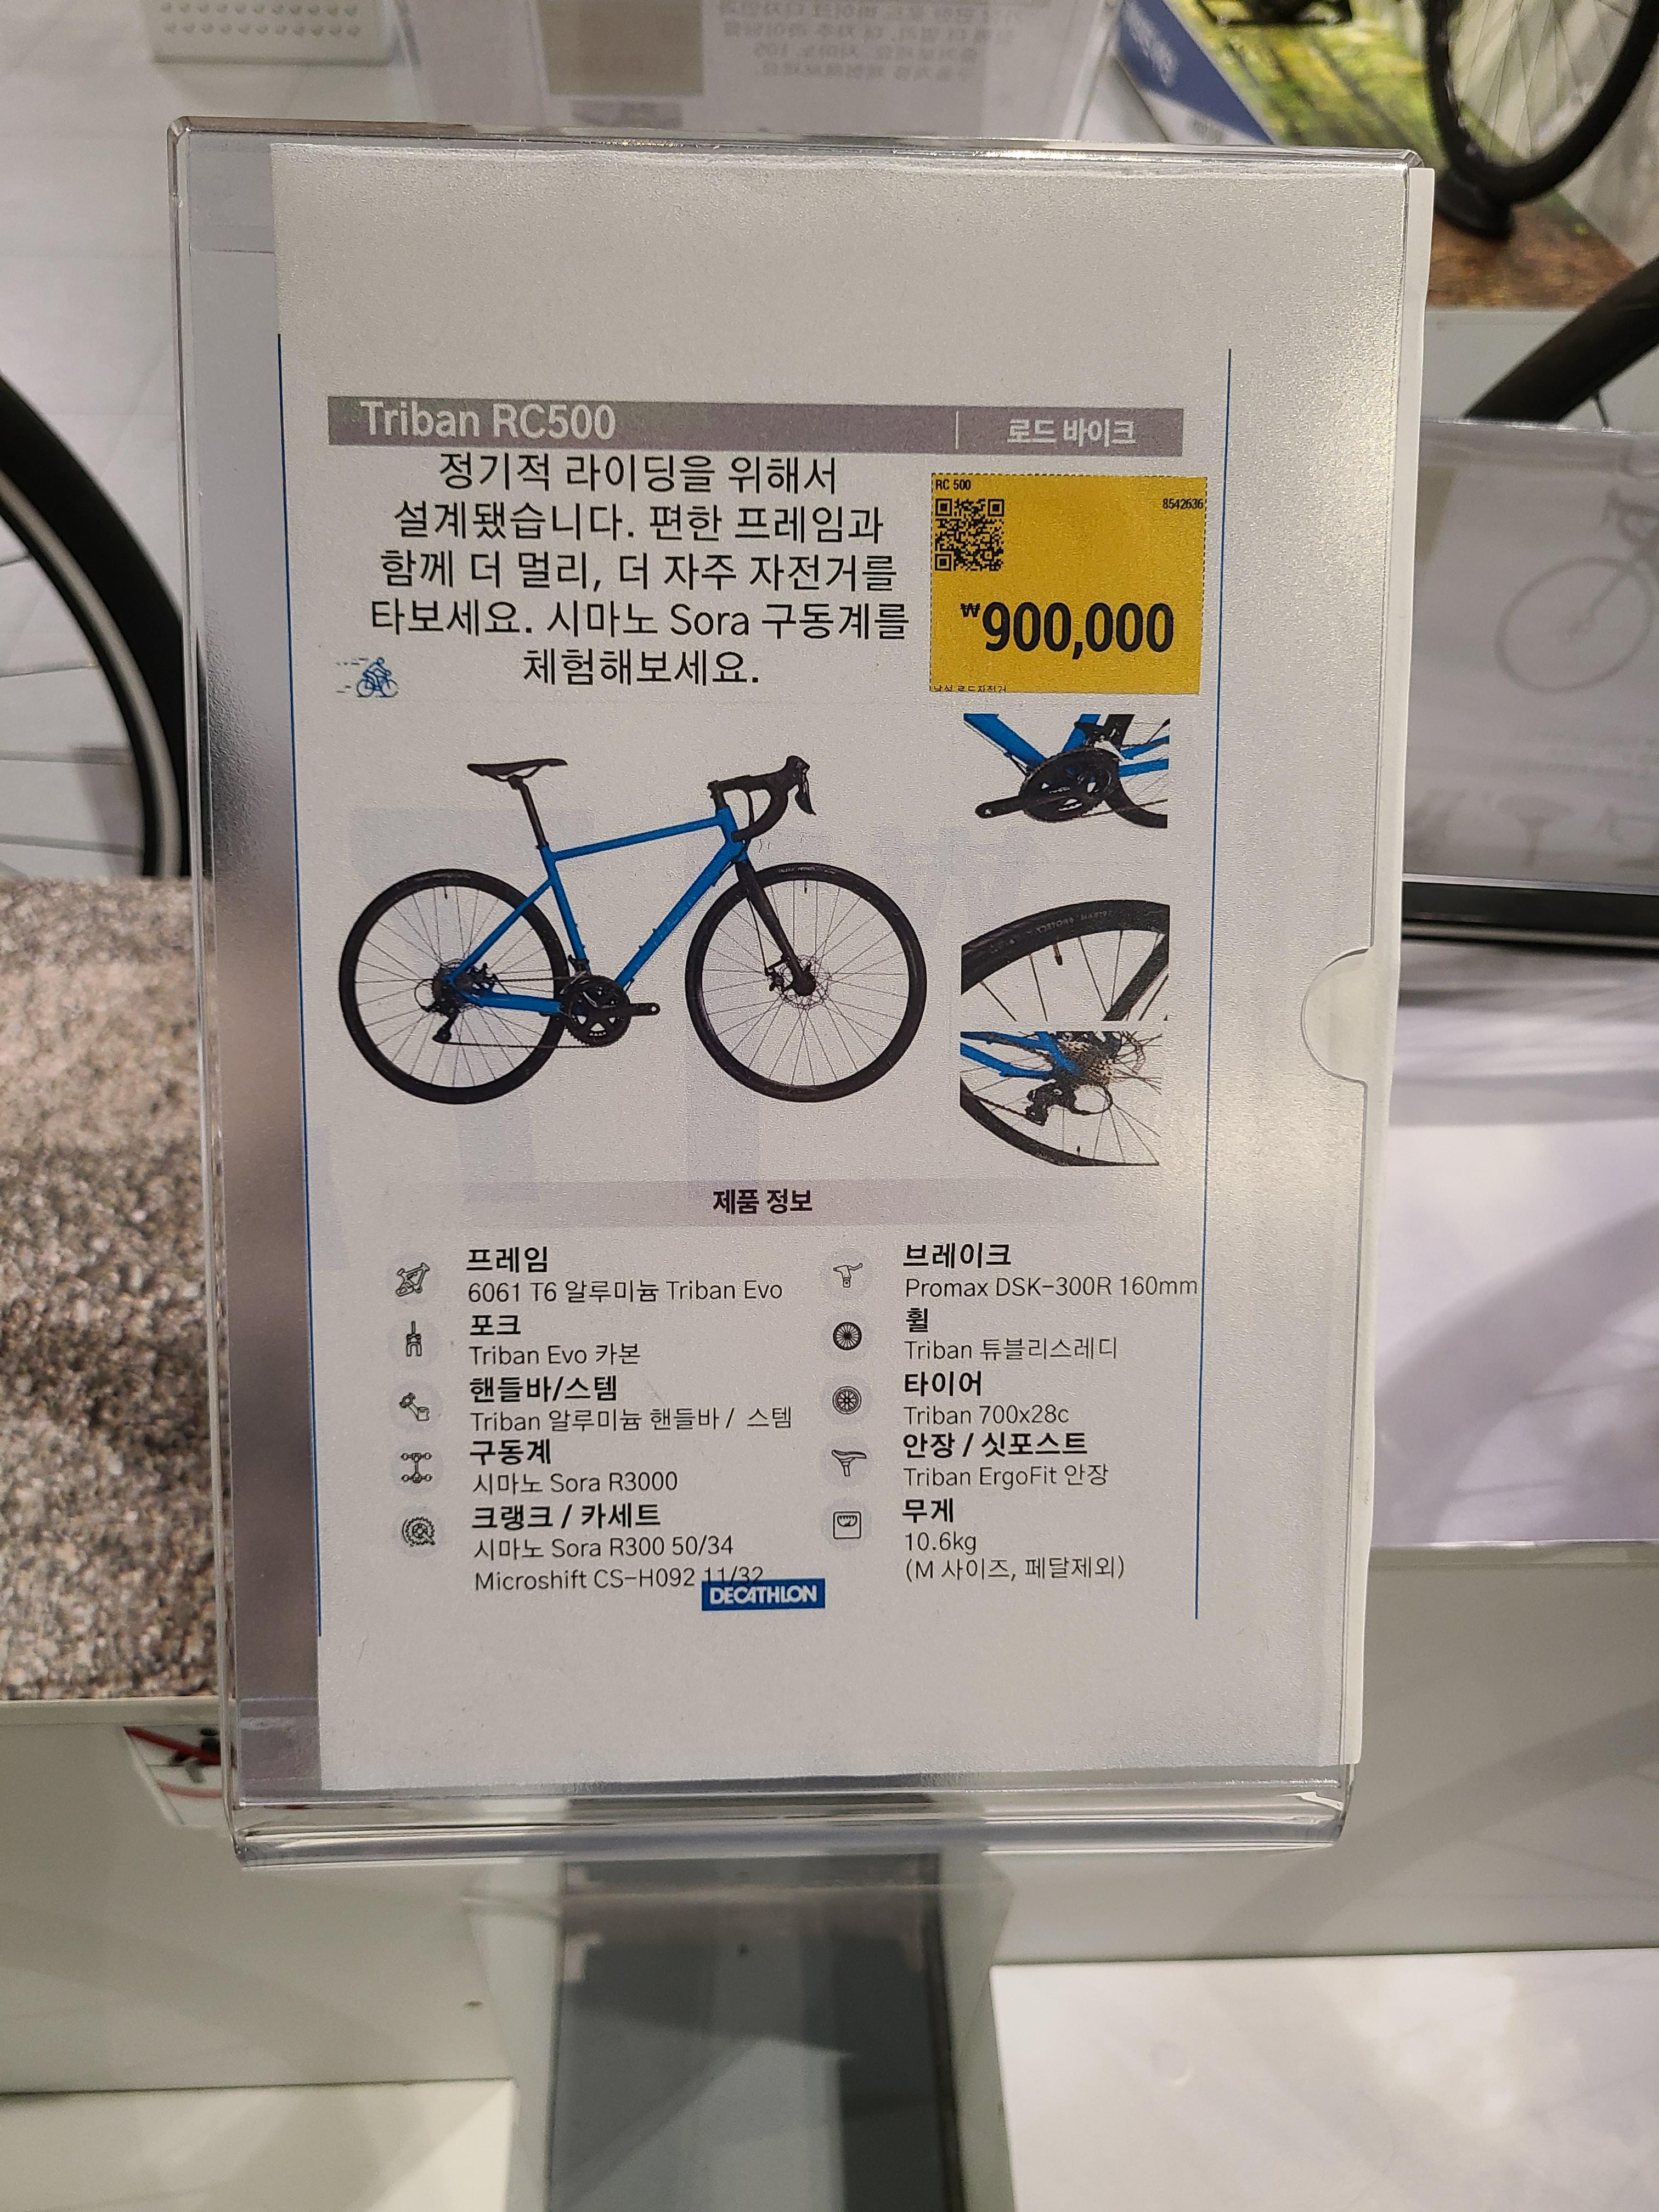 Triban RC500
로드 바이크
정기적 라이딩을 위해서
설계됐습니다. 편한 프레임과
함께 더 멀리, 더 자주 자전거를
타보세요. 시마노 Sora 구동계를
체험해보세요.
RC 500
8542636
₩900,000
제품 정보
프레임
6061 T6 알루미늄 Triban Evo
포크
Triban Evo 카본
핸들바/스템
Triban 알루미늄 핸들바 / 스템
구동계
시마노 Sora R3000
크랭크 / 카세트
시마노 Sora R300 50/34
Microshift CS-H092 11/32
브레이크
Promax DSK-300R 160mm
휠
Triban 튜블리스레디
타이어
Triban 700x28c
안장 / 싯포스트
Triban ErgoFit 안장
무게
10.6kg
(M 사이즈, 페달제외)
DECATHLON